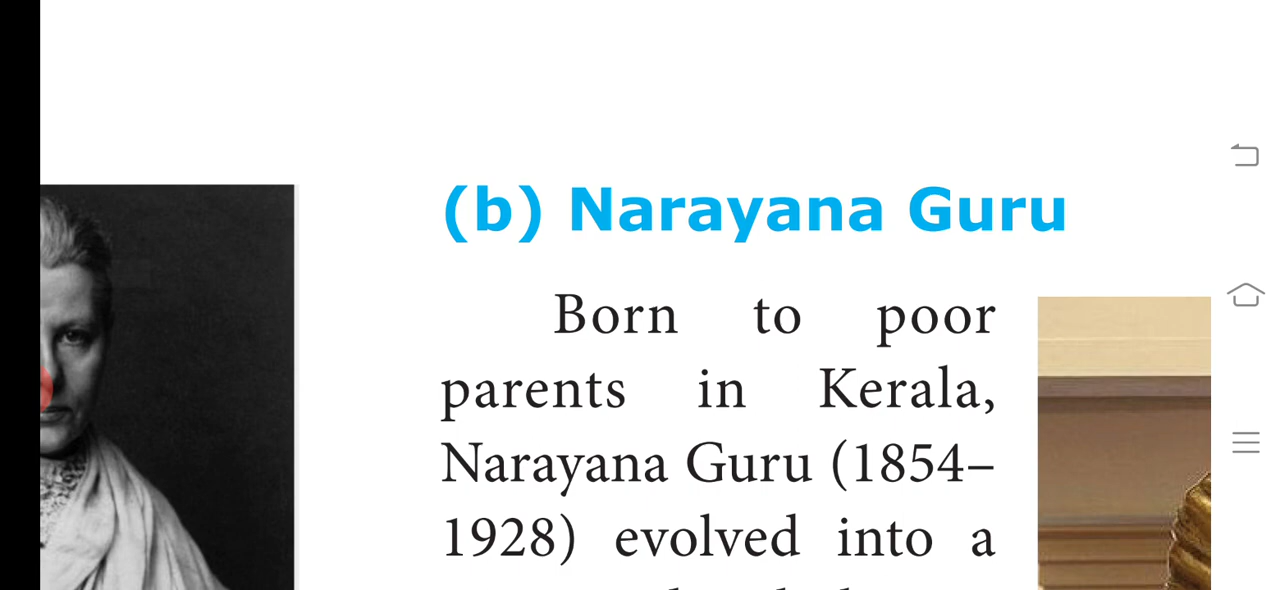 (b) Narayana Guru
Born to poor
parents in Kerala,
Narayana Guru (1854–
1928) evolved into a